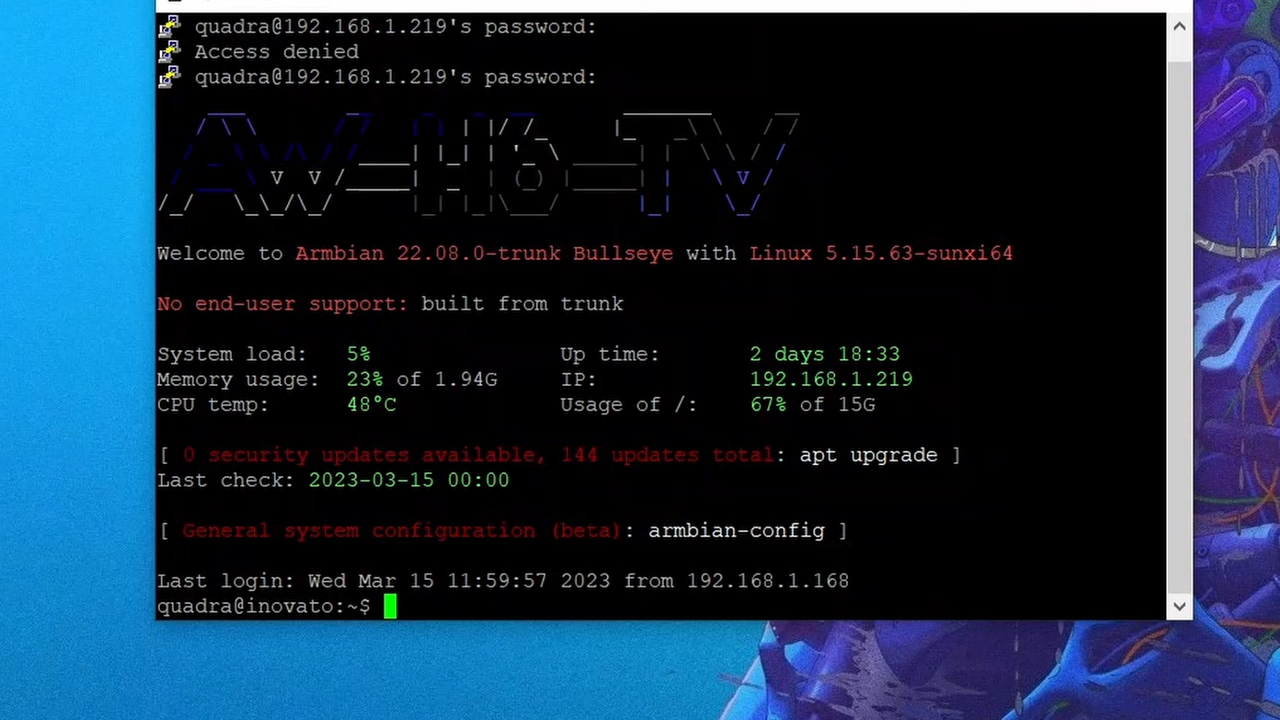 quadra@192.168.1.219's password:
Access denied
quadra@192.168.1.219's password:
AW-H6-TV
Welcome to Armbian 22.08.0-trunk Bullseye with Linux 5.15.63-sunxi64
No end-user support: built from trunk
System load: 5% Up time: 2 days 18:33
Memory usage: 23% of 1.94G IP: 192.168.1.219
CPU temp: 48°C Usage of /: 67% of 15G
[ 0 security updates available, 144 updates total: apt upgrade ]
Last check: 2023-03-15 00:00
[ General system configuration (beta): armbian-config ]
Last login: Wed Mar 15 11:59:57 2023 from 192.168.1.168
quadra@inovato:~$